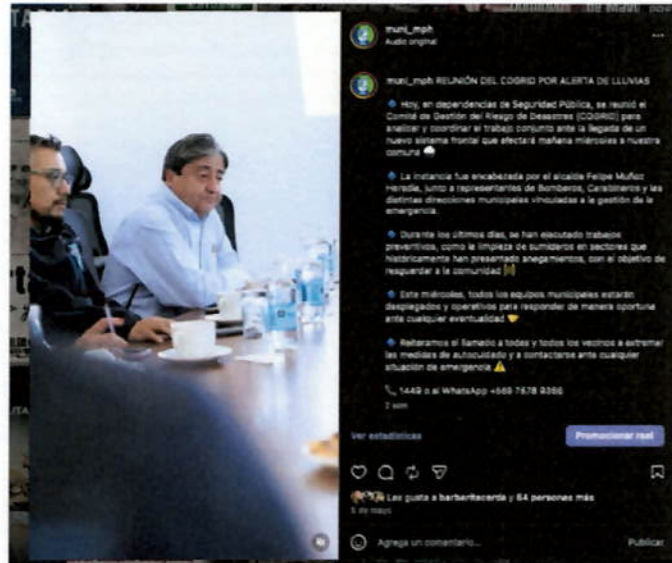 muni_mph
Audio original
muni_mph REUNIÓN DEL COGRID POR ALERTA DE LLUVIAS
🔹 Hoy, en dependencias de Seguridad Pública, se reunió el
Comité de Gestión del Riesgo de Desastres (COGRID) para
analizar y coordinar el trabajo conjunto ante la llegada de un
nuevo sistema frontal que afectará mañana miércoles a nuestra
comuna 🌧️
🔹 La instancia fue encabezada por el alcalde Felipe Muñoz
Heredia, junto a representantes de Bomberos, Carabineros y las
distintas direcciones municipales vinculadas a la gestión de la
emergencia.
🔹 Durante los últimos días, se han ejecutado trabajos
preventivos, como la limpieza de sumideros en sectores que
históricamente han presentado anegamientos, con el objetivo de
resguardar a la comunidad 🚧
🔹 Este miércoles, todos los equipos municipales estarán
desplegados y operativos para responder de manera oportuna
ante cualquier eventualidad 🤝
🔹 Reiteramos el llamado a todas y todos los vecinos a extremar
las medidas de autocuidado y a contactarse ante cualquier
situación de emergencia ⚠️
📞 1449 o al WhatsApp
2 sem
Ver estadísticas
Promocionar reel
Les gusta a barbaritacerda y 64 personas más
5 de mayo
Agrega un comentario...
Publicar